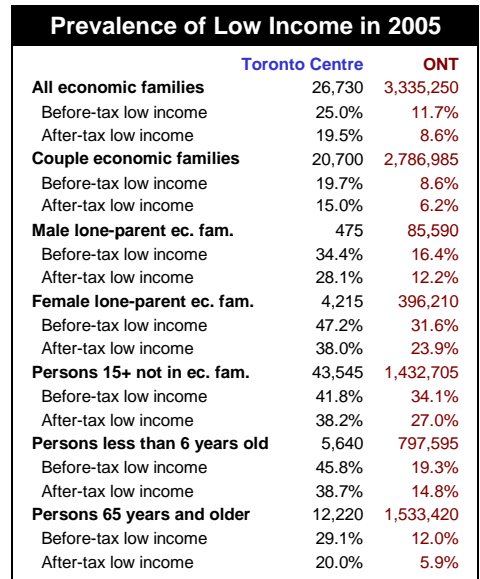 Prevalence of Low Income in 2005
Toronto Centre ONT
All economic families 26,730 3,335,250
Before-tax low income 25.0% 11.7%
After-tax low income 19.5% 8.6%
Couple economic families 20,700 2,786,985
Before-tax low income 19.7% 8.6%
After-tax low income 15.0% 6.2%
Male lone-parent ec. fam. 475 85,590
Before-tax low income 34.4% 16.4%
After-tax low income 28.1% 12.2%
Female lone-parent ec. fam. 4,215 396,210
Before-tax low income 47.2% 31.6%
After-tax low income 38.0% 23.9%
Persons 15+ not in ec. fam. 43,545 1,432,705
Before-tax low income 41.8% 34.1%
After-tax low income 38.2% 27.0%
Persons less than 6 years old 5,640 797,595
Before-tax low income 45.8% 19.3%
After-tax low income 38.7% 14.8%
Persons 65 years and older 12,220 1,533,420
Before-tax low income 29.1% 12.0%
After-tax low income 20.0% 5.9%